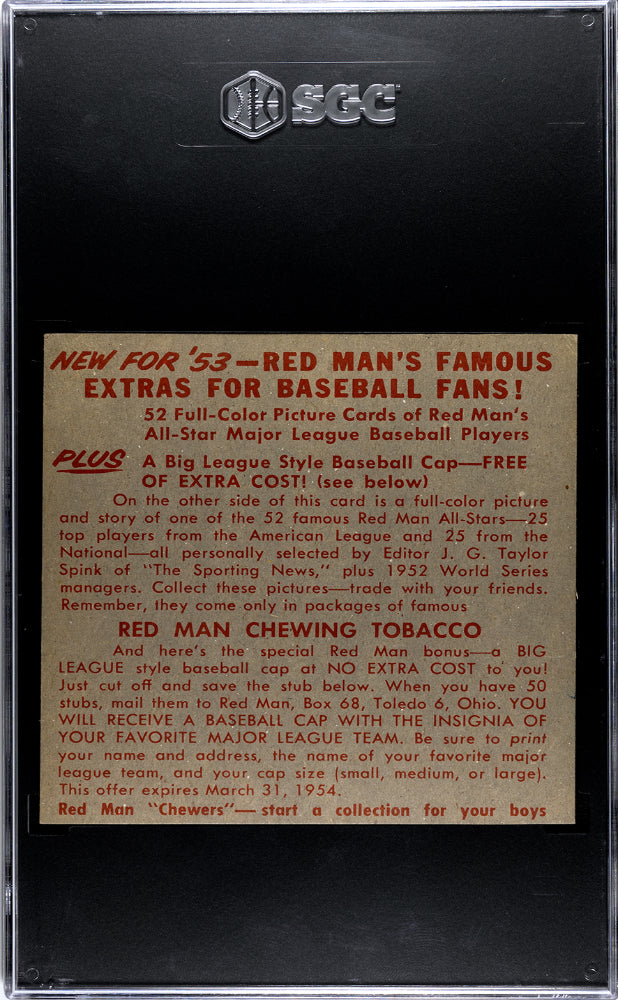 SGC
NEW FOR '53—RED MAN'S FAMOUS
EXTRAS FOR BASEBALL FANS!
52 Full-Color Picture Cards of Red Man's
All-Star Major League Baseball Players
PLUS A Big League Style Baseball Cap—FREE
OF EXTRA COST! (see below)
On the other side of this card is a full-color picture
and story of one of the 52 famous Red Man All-Stars—25
top players from the American League and 25 from the
National—all personally selected by Editor J. G. Taylor
Spink of "The Sporting News," plus 1952 World Series
managers. Collect these pictures—trade with your friends.
Remember, they come only in packages of famous
RED MAN CHEWING TOBACCO
And here's the special Red Man bonus—a BIG
LEAGUE style baseball cap at NO EXTRA COST to you!
Just cut off and save the stub below. When you have 50
stubs, mail them to Red Man, Box 68, Toledo 6, Ohio. YOU
WILL RECEIVE A BASEBALL CAP WITH THE INSIGNIA OF
YOUR FAVORITE MAJOR LEAGUE TEAM. Be sure to print
your name and address, the name of your favorite major
league team, and your cap size (small, medium, or large).
This offer expires March 31, 1954.
Red Man "Chewers"—start a collection for your boys